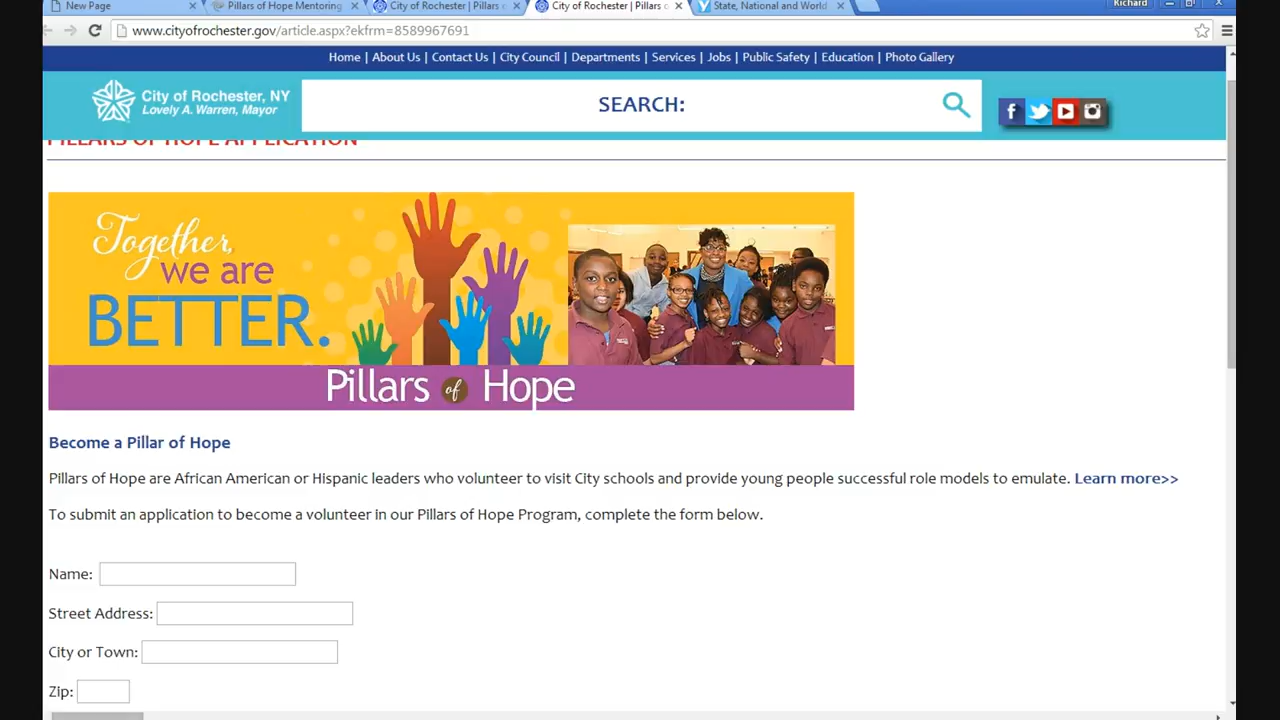 New Page
Pillars of Hope Mentoring
City of Rochester | Pillars
City of Rochester | Pillars
State, National and World
Richard
www.cityofrochester.gov/article.aspx?ekfrm=8589967691
Home | About Us | Contact Us | City Council | Departments | Services | Jobs | Public Safety | Education | Photo Gallery
City of Rochester, NY
Lovely A. Warren, Mayor
SEARCH:
PILLARS OF HOPE APPLICATION
Together,
we are
BETTER.
Pillars of Hope
Become a Pillar of Hope
Pillars of Hope are African American or Hispanic leaders who volunteer to visit City schools and provide young people successful role models to emulate. Learn more>>
To submit an application to become a volunteer in our Pillars of Hope Program, complete the form below.
Name:
Street Address:
City or Town:
Zip: